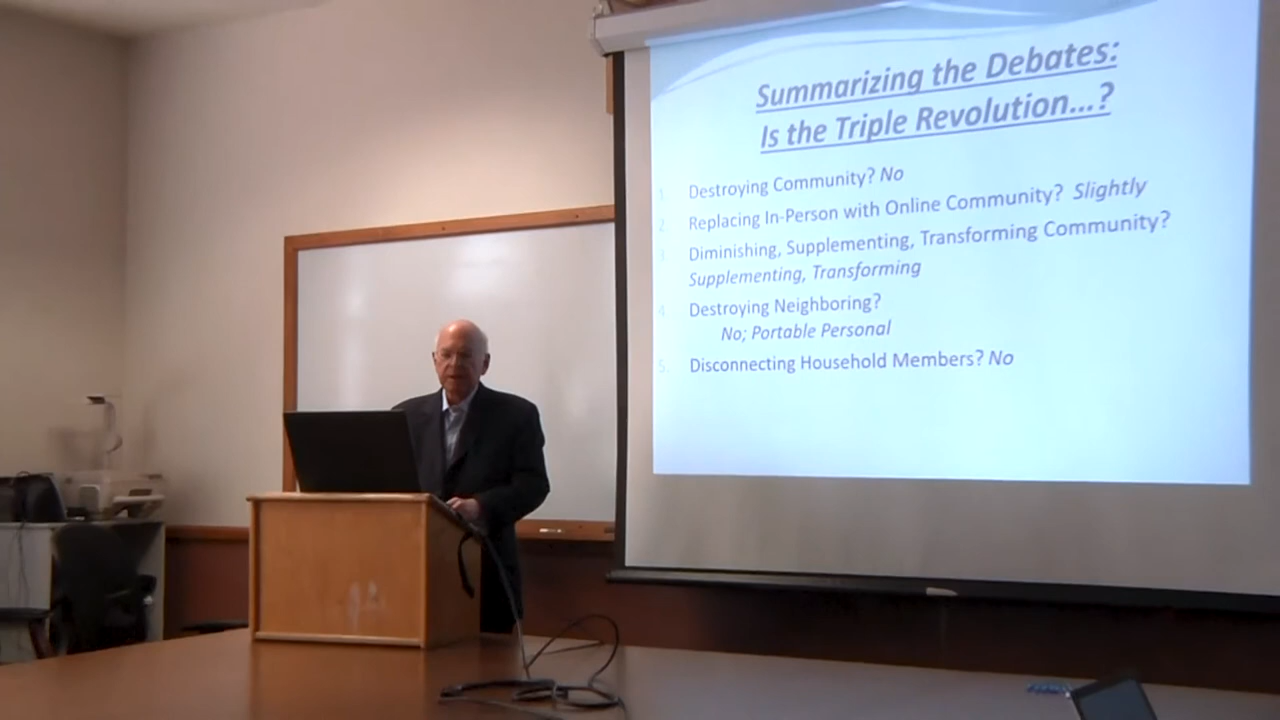 Summarizing the Debates:
Is the Triple Revolution...?
1. Destroying Community? No
2. Replacing In-Person with Online Community? Slightly
3. Diminishing, Supplementing, Transforming Community?
Supplementing, Transforming
4. Destroying Neighboring?
No; Portable Personal
5. Disconnecting Household Members? No